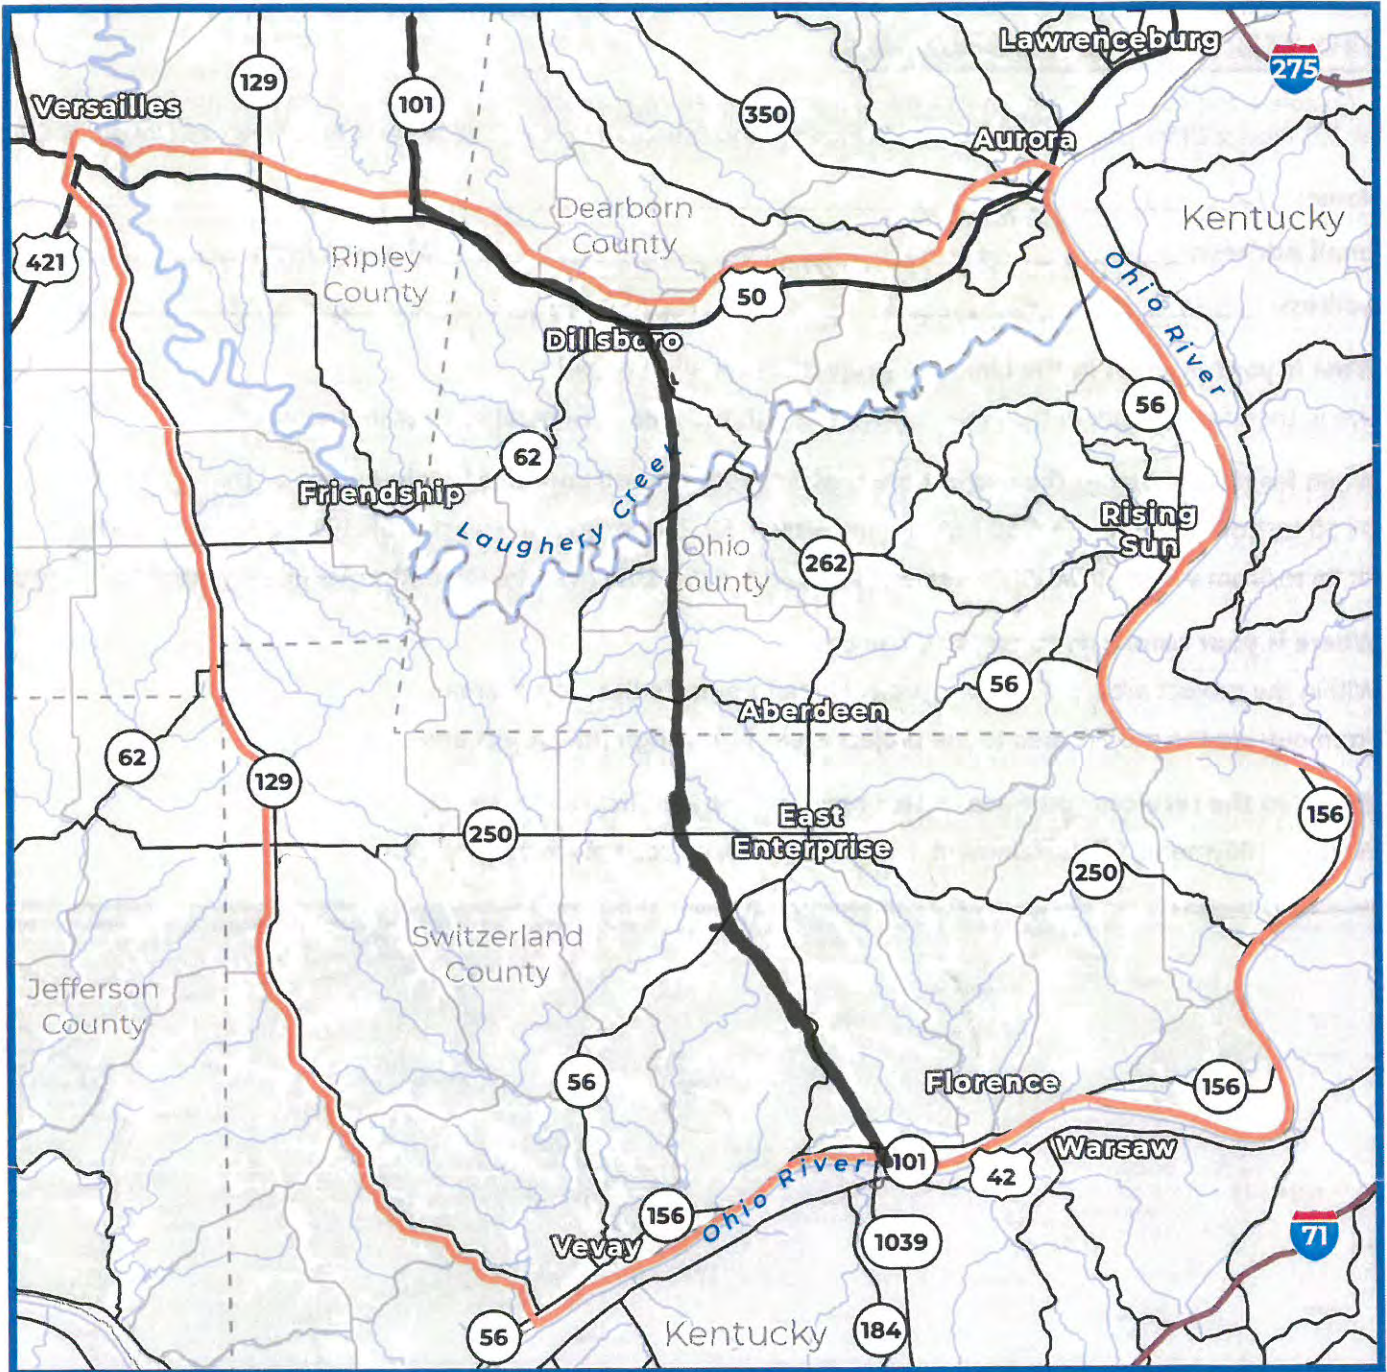 Lawrenceburg
275
129
101
Versailles
350
Aurora
Dearborn
County
Kentucky
421
Ripley
County
Ohio River
50
Dillsboro
56
62
Friendship
Laughery Creek
Rising
Sun
Ohio
County
262
56
Aberdeen
62
129
156
East
Enterprise
250
250
Switzerland
County
Jefferson
County
56
Florence
156
Warsaw
101
42
Ohio River
156
Vevay
1039
71
56
Kentucky
184